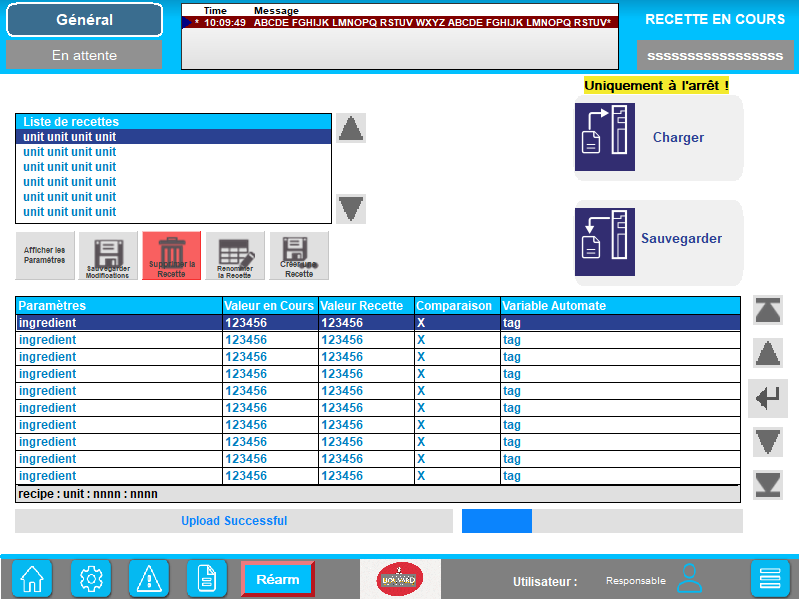 Général
En attente
Time Message
* 10:09:49 ABCDE FGHIJK LMNOPQ RSTUV WXYZ ABCDE FGHIJK LMNOPQ RSTUV*
RECETTE EN COURS
sssssssssssssssss
Uniquement à l'arrêt !
Charger
Sauvegarder
Liste de recettes
unit unit unit unit
unit unit unit unit
unit unit unit unit
unit unit unit unit
unit unit unit unit
unit unit unit unit
Afficher les
Paramètres
Sauvegarder
Modifications
Supprimer la
Recette
Renommer
la Recette
Créer une
Recette
Paramètres Valeur en Cours Valeur Recette Comparaison Variable Automate
ingredient 123456 123456 X tag
ingredient 123456 123456 X tag
ingredient 123456 123456 X tag
ingredient 123456 123456 X tag
ingredient 123456 123456 X tag
ingredient 123456 123456 X tag
ingredient 123456 123456 X tag
ingredient 123456 123456 X tag
ingredient 123456 123456 X tag
ingredient 123456 123456 X tag
recipe : unit : nnnn : nnnn
Upload Successful
Réarm
BOUVARD
Utilisateur : Responsable